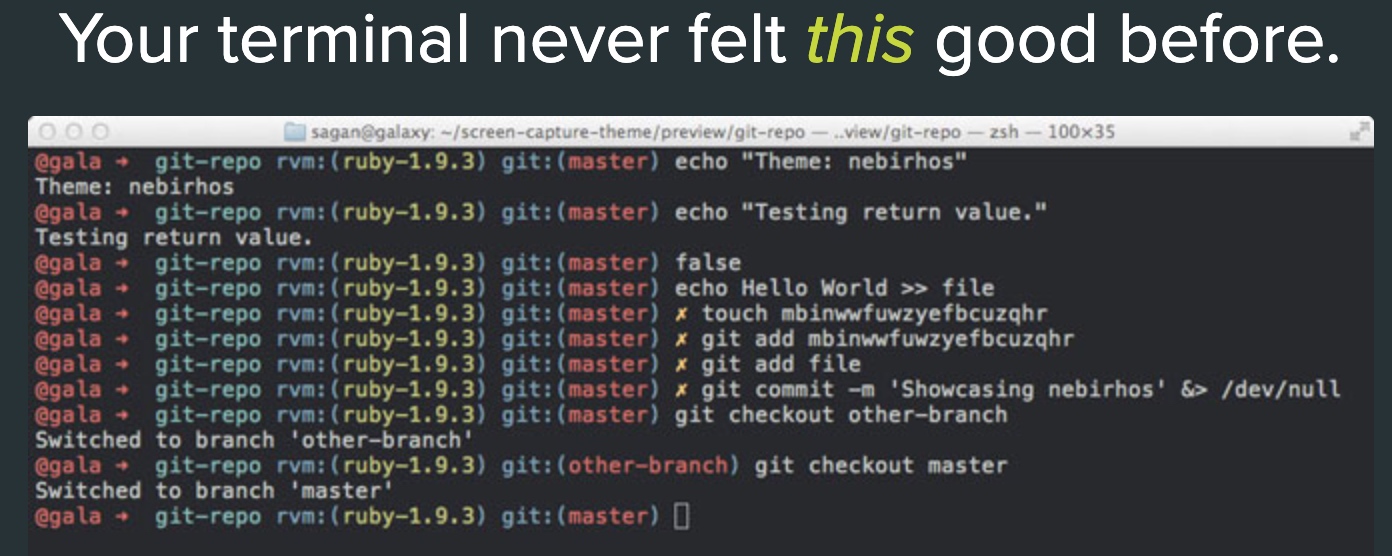 Your terminal never felt this good before.
sagan@galaxy: ~/screen-capture-theme/preview/git-repo — ..view/git-repo — zsh — 100×35
@gala ➜  git-repo rvm:(ruby-1.9.3) git:(master) echo "Theme: nebirhos"
Theme: nebirhos
@gala ➜  git-repo rvm:(ruby-1.9.3) git:(master) echo "Testing return value."
Testing return value.
@gala ➜  git-repo rvm:(ruby-1.9.3) git:(master) false
@gala ➜  git-repo rvm:(ruby-1.9.3) git:(master) echo Hello World >> file
@gala ➜  git-repo rvm:(ruby-1.9.3) git:(master) ✗ touch mbinwwfuwzyefbcuzqhr
@gala ➜  git-repo rvm:(ruby-1.9.3) git:(master) ✗ git add mbinwwfuwzyefbcuzqhr
@gala ➜  git-repo rvm:(ruby-1.9.3) git:(master) ✗ git add file
@gala ➜  git-repo rvm:(ruby-1.9.3) git:(master) ✗ git commit -m 'Showcasing nebirhos' &> /dev/null
@gala ➜  git-repo rvm:(ruby-1.9.3) git:(master) git checkout other-branch
Switched to branch 'other-branch'
@gala ➜  git-repo rvm:(ruby-1.9.3) git:(other-branch) git checkout master
Switched to branch 'master'
@gala ➜  git-repo rvm:(ruby-1.9.3) git:(master)